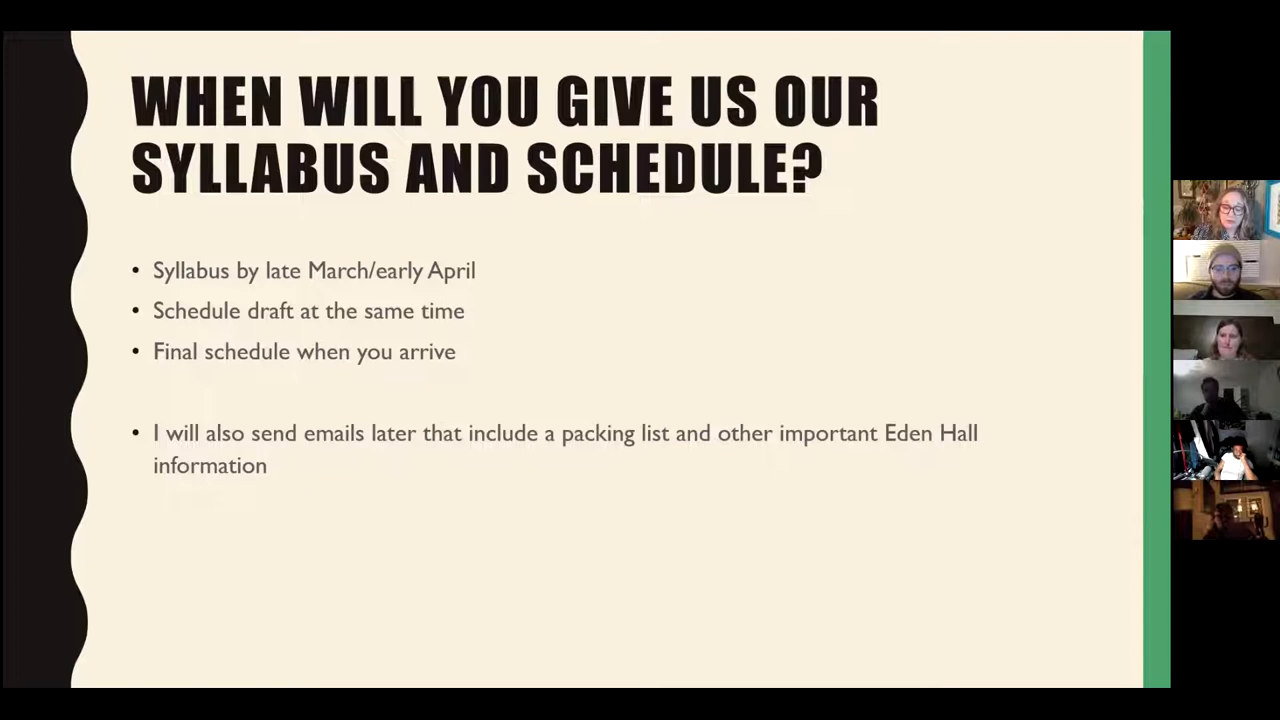 WHEN WILL YOU GIVE US OUR
SYLLABUS AND SCHEDULE?
• Syllabus by late March/early April
• Schedule draft at the same time
• Final schedule when you arrive
• I will also send emails later that include a packing list and other important Eden Hall
information